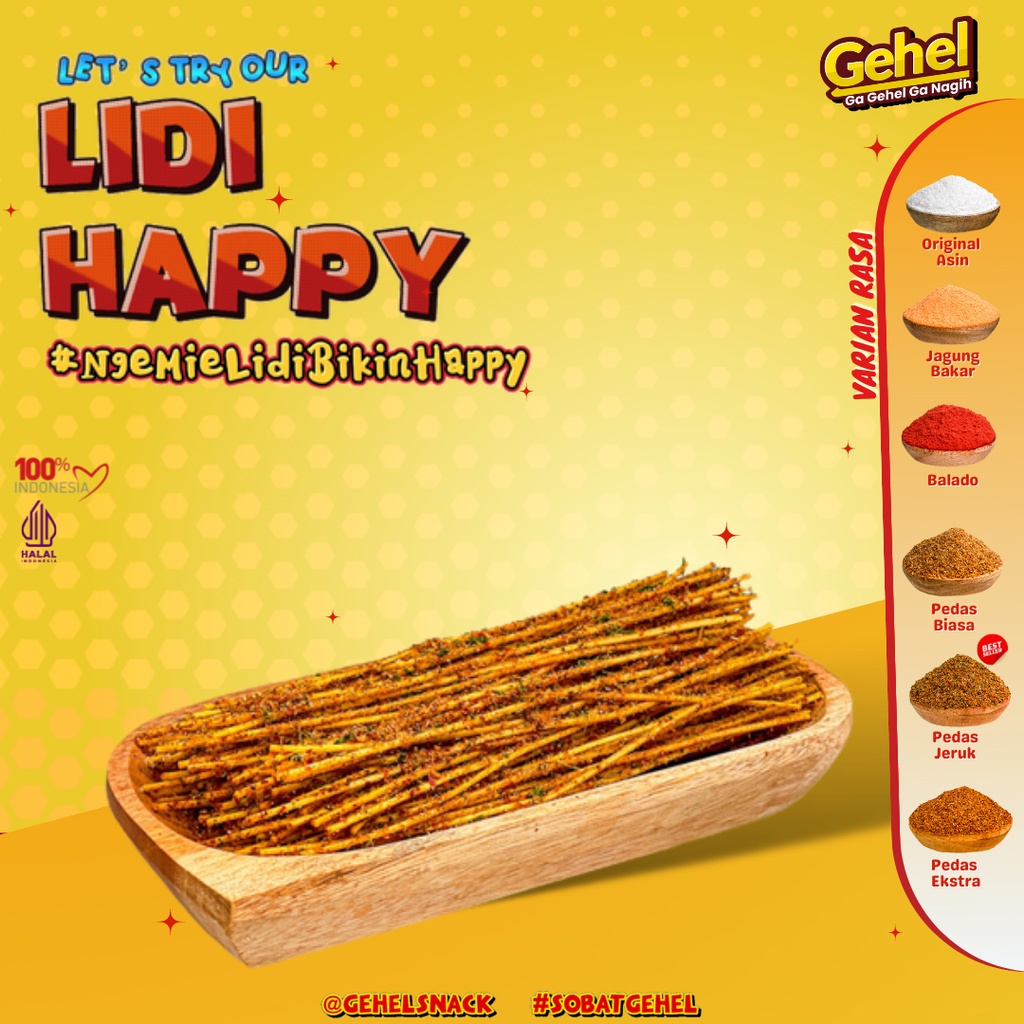 LET'S TRY OUR
LIDI
HAPPY
#NgeMieLidiBikinHappy
100%
INDONESIA
HALAL
INDONESIA
Gehel
Ga Gehel Ga Nagih
VARIAN RASA
Original
Asin
Jagung
Bakar
Balado
Pedas
Biasa
BEST
SELLER
Pedas
Jeruk
Pedas
Ekstra
@GEHELSNACK #SOBATGEHEL